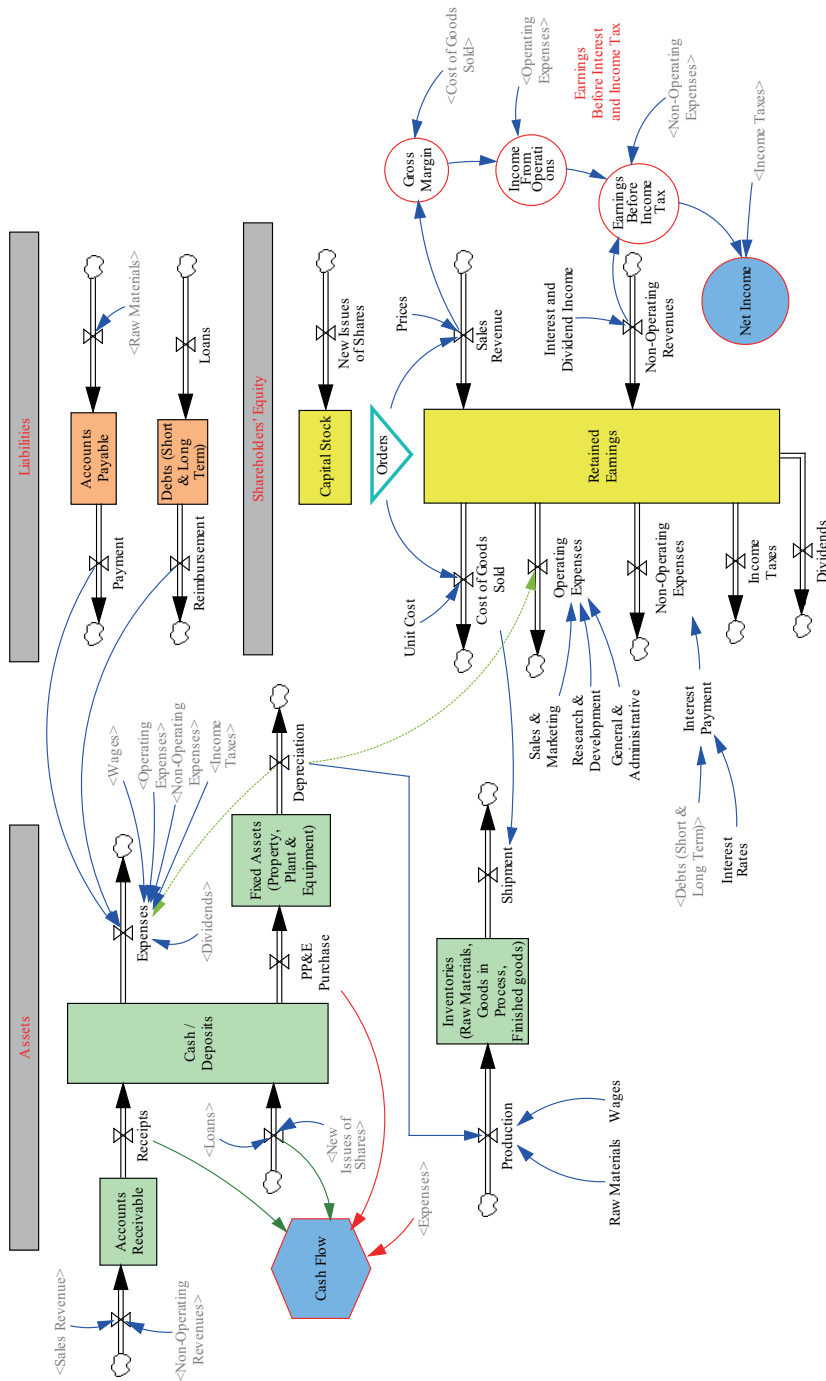 Assets
Liabilities
Shareholders' Equity
<Sales Revenue>
<Non-Operating
Revenues>
Accounts
Receivable
Receipts
Cash /
Deposits
Expenses
<Dividends>
<Wages>
<Operating
Expenses>
<Non-Operating
Expenses>
<Income
Taxes>
<Loans>
<New
Issues of
Shares>
PP&E
Purchase
Fixed Assets
(Property,
Plant &
Equipment)
Depreciation
Cash Flow
<Expenses>
Production
Raw Materials
Wages
Inventories
(Raw Materials,
Goods in
Process,
Finished goods)
Shipment
Payment
Accounts
Payable
<Raw Materials>
Reimbursement
Debts (Short
& Long
Term)
Loans
Capital Stock
New Issues
of Shares
Orders
Prices
Sales
Revenue
Unit Cost
Cost of Goods
Sold
Operating
Expenses
Sales &
Marketing
Research &
Development
General &
Administrative
Retained
Earnings
Interest and
Dividend Income
Non-Operating
Revenues
Non-Operating
Expenses
Interest
Payment
<Debts (Short &
Long Term)>
Interest
Rates
Income
Taxes
Dividends
Gross
Margin
<Cost of Goods
Sold>
Income
From
Operati
ons
<Operating
Expenses>
Earnings
Before Interest
and Income Tax
Earnings
Before
Income
Tax
<Non-Operating
Expenses>
Net Income
<Income Taxes>